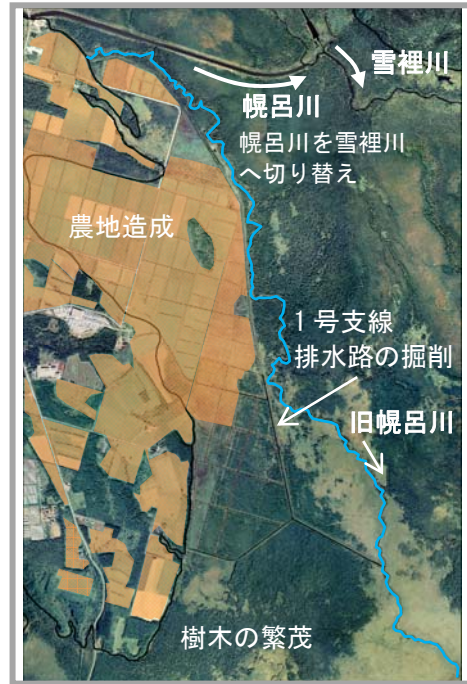 雪裡川
幌呂川
幌呂川を雪裡川
へ切り替え
農地造成
1号支線
排水路の掘削
旧幌呂川
樹木の繁茂